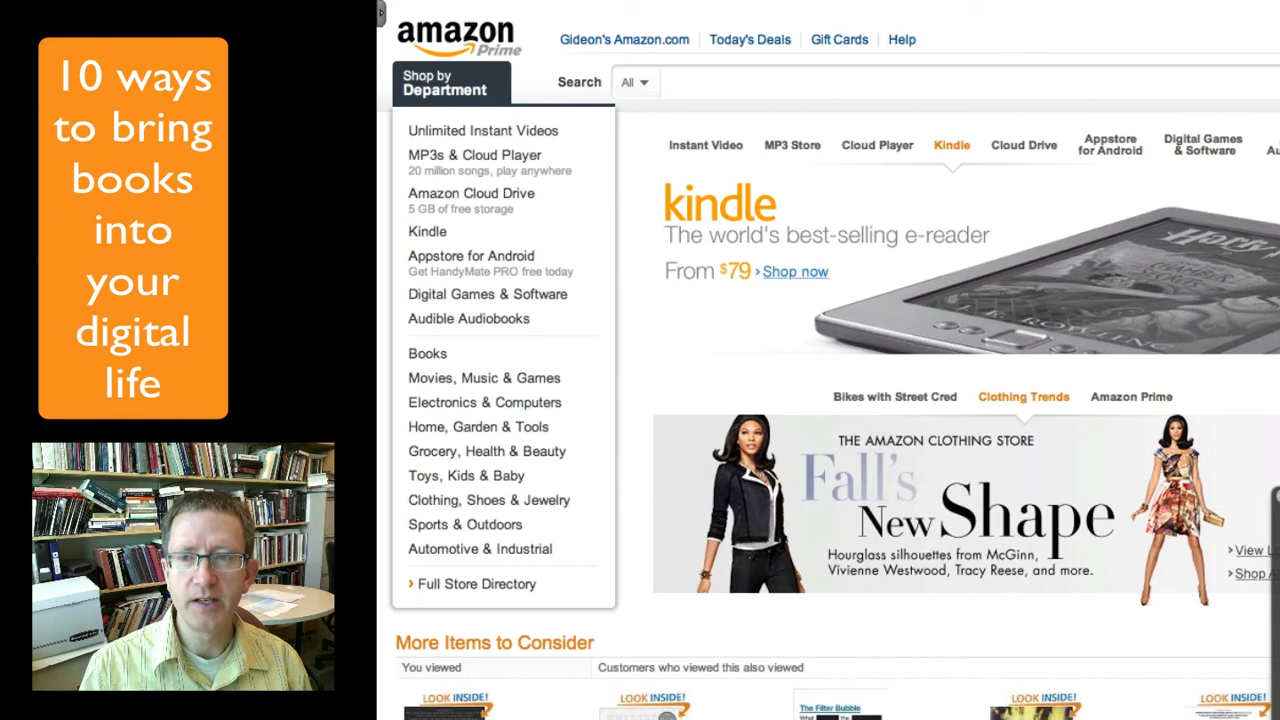 10 ways
to bring
books
into
your
digital
life
amazon
Prime
Gideon's Amazon.com
Today's Deals
Gift Cards
Help
Shop by
Department
Search
All
Unlimited Instant Videos
MP3s & Cloud Player
20 million songs, play anywhere
Amazon Cloud Drive
5 GB of free storage
Kindle
Appstore for Android
Get HandyMate PRO free today
Digital Games & Software
Audible Audiobooks
Books
Movies, Music & Games
Electronics & Computers
Home, Garden & Tools
Grocery, Health & Beauty
Toys, Kids & Baby
Clothing, Shoes & Jewelry
Sports & Outdoors
Automotive & Industrial
Full Store Directory
Instant Video
MP3 Store
Cloud Player
Kindle
Cloud Drive
Appstore
for Android
Digital Games
& Software
kindle
The world's best-selling e-reader
From $79 › Shop now
Bikes with Street Cred
Clothing Trends
Amazon Prime
THE AMAZON CLOTHING STORE
Fall's
New Shape
Hourglass silhouettes from McGinn,
Vivienne Westwood, Tracy Reese, and more.
› View
› Shop
More Items to Consider
You viewed
Customers who viewed this also viewed
LOOK INSIDE!
LOOK INSIDE!
The Filter Bubble
LOOK INSIDE!
LOOK INSIDE!